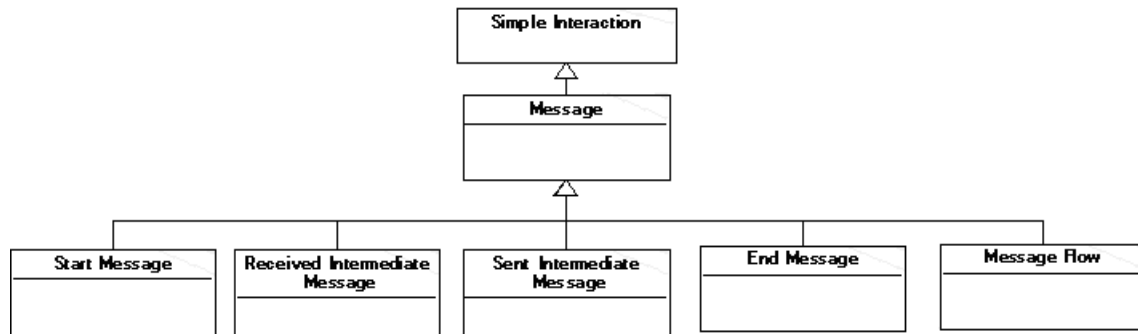 Simple Interaction
Message
Start Message
Received Intermediate
Message
Sent Intermediate
Message
End Message
Message Flow